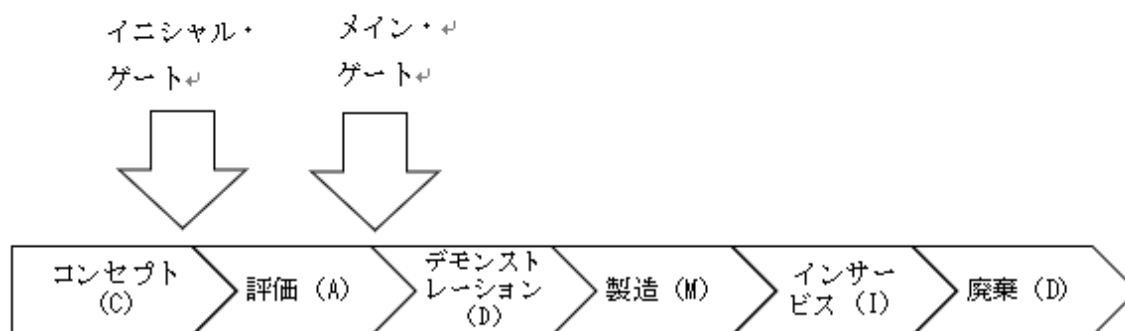 イニシャル・
ゲート↵
メイン・↵
ゲート↵
コンセプト
(C)
評価 (A)
デモンスト
レーション
(D)
製造 (M)
インサー
ビス (I)
廃棄 (D)